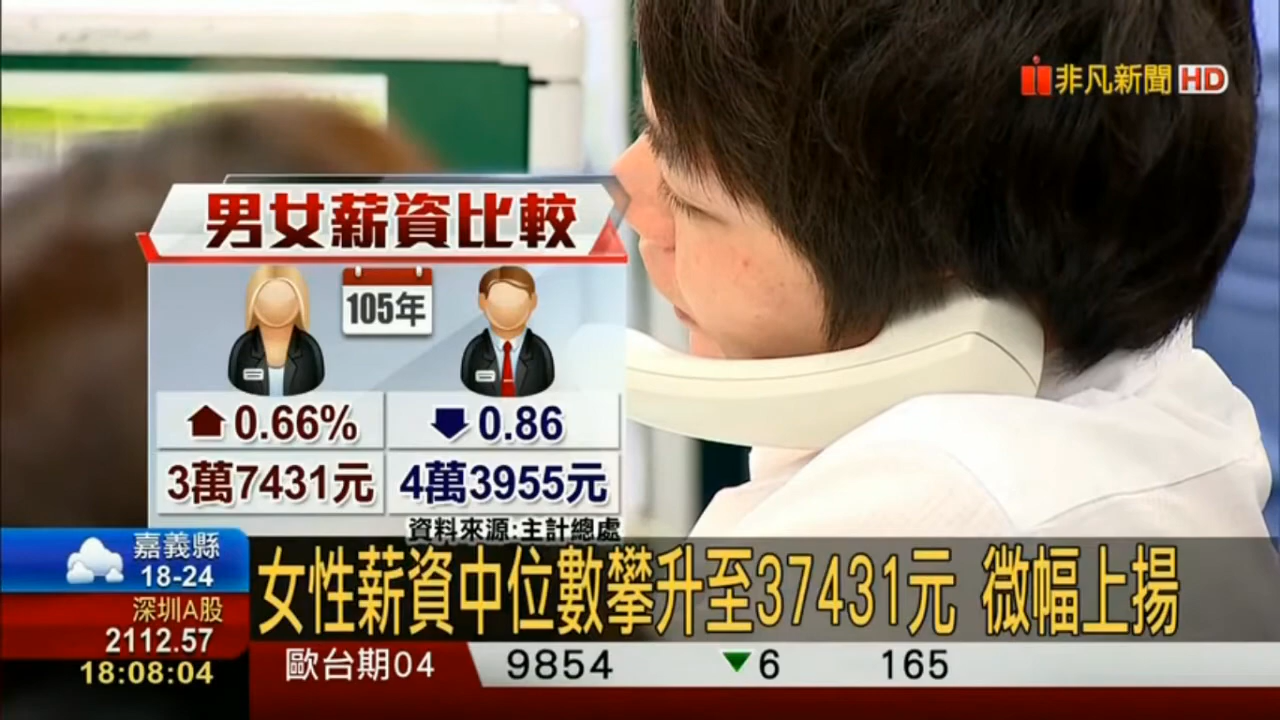 非凡新聞HD
男女薪資比較
105年
0.66% 0.86
3萬7431元 4萬3955元
資料來源:主計總處
女性薪資中位數攀升至37431元 微幅上揚
嘉義縣
18-24
深圳A股
2112.57
18:08:04
歐台期04 9854 ▼6 165